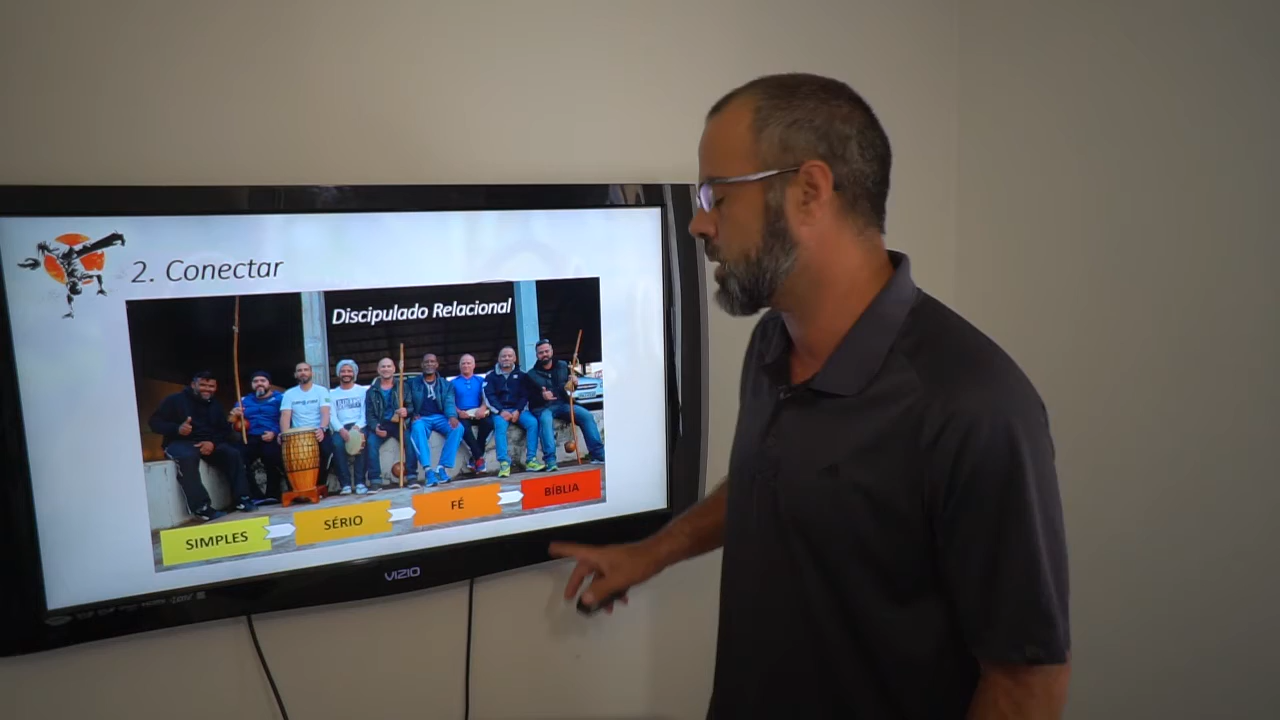 2. Conectar
Discipulado Relacional
SIMPLES
SÉRIO
FÉ
BÍBLIA
VIZIO